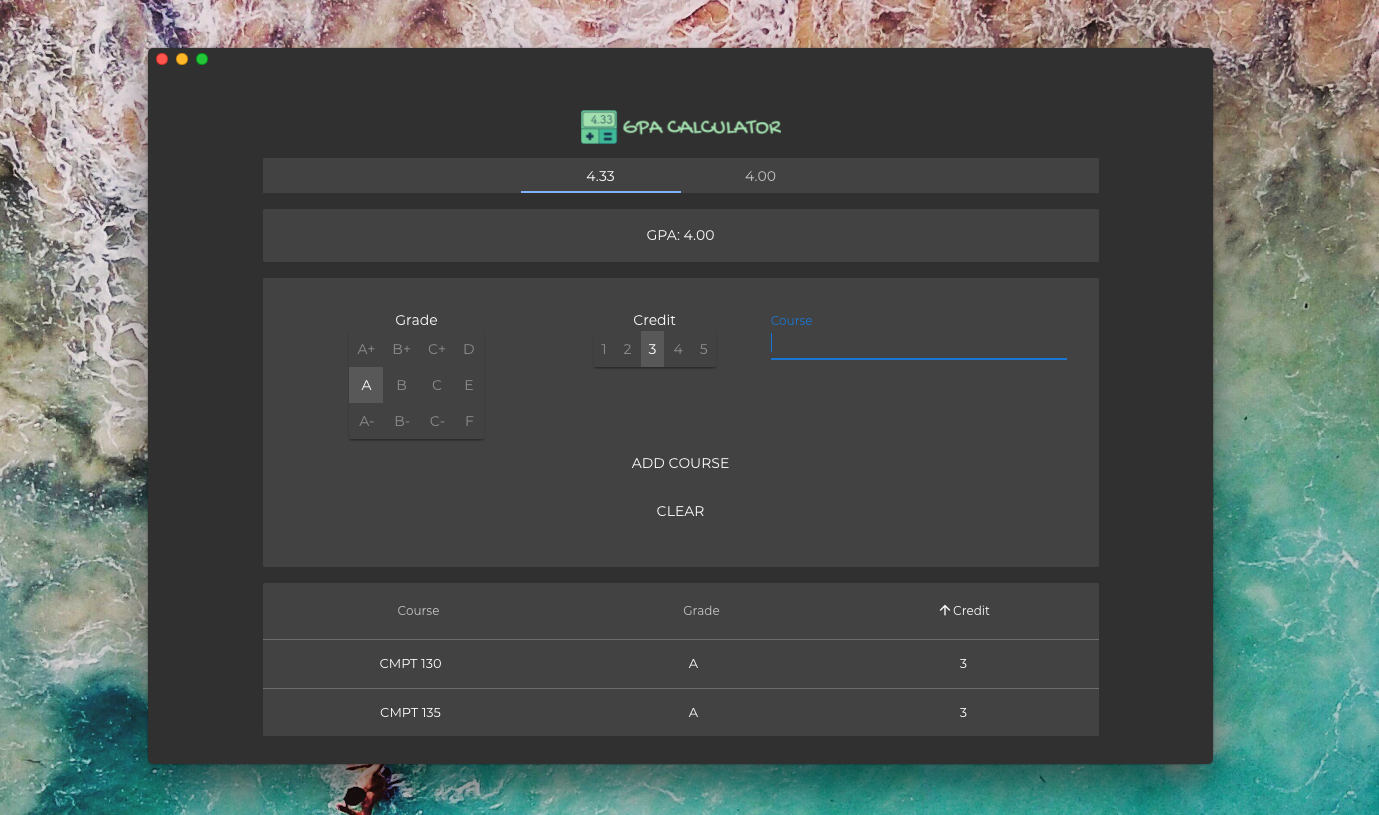 4.33 GPA CALCULATOR
4.33 4.00
GPA: 4.00
Grade Credit Course
A+ B+ C+ D 1 2 3 4 5
A B C E
A- B- C- F
ADD COURSE
CLEAR
Course Grade ↑ Credit
CMPT 130 A 3
CMPT 135 A 3